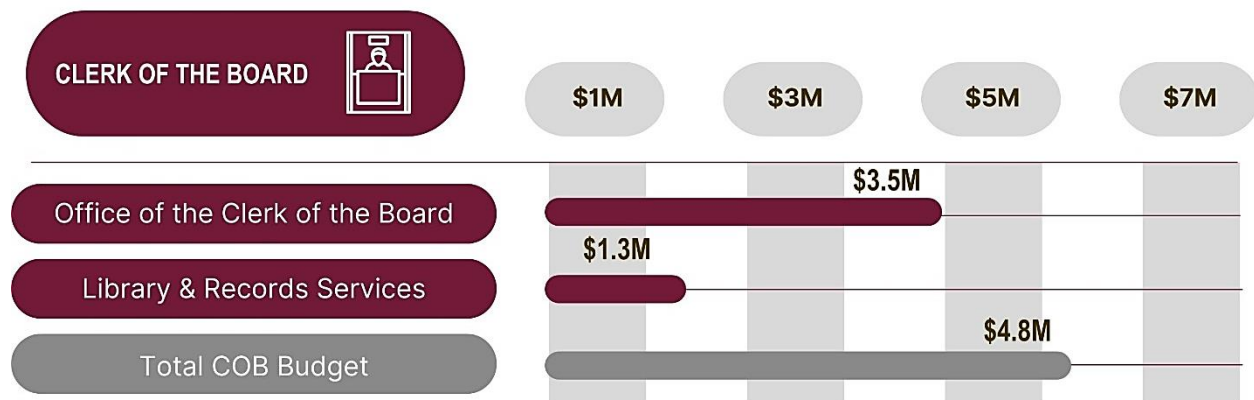 CLERK OF THE BOARD
$1M $3M $5M $7M
Office of the Clerk of the Board $3.5M
Library & Records Services $1.3M
Total COB Budget $4.8M